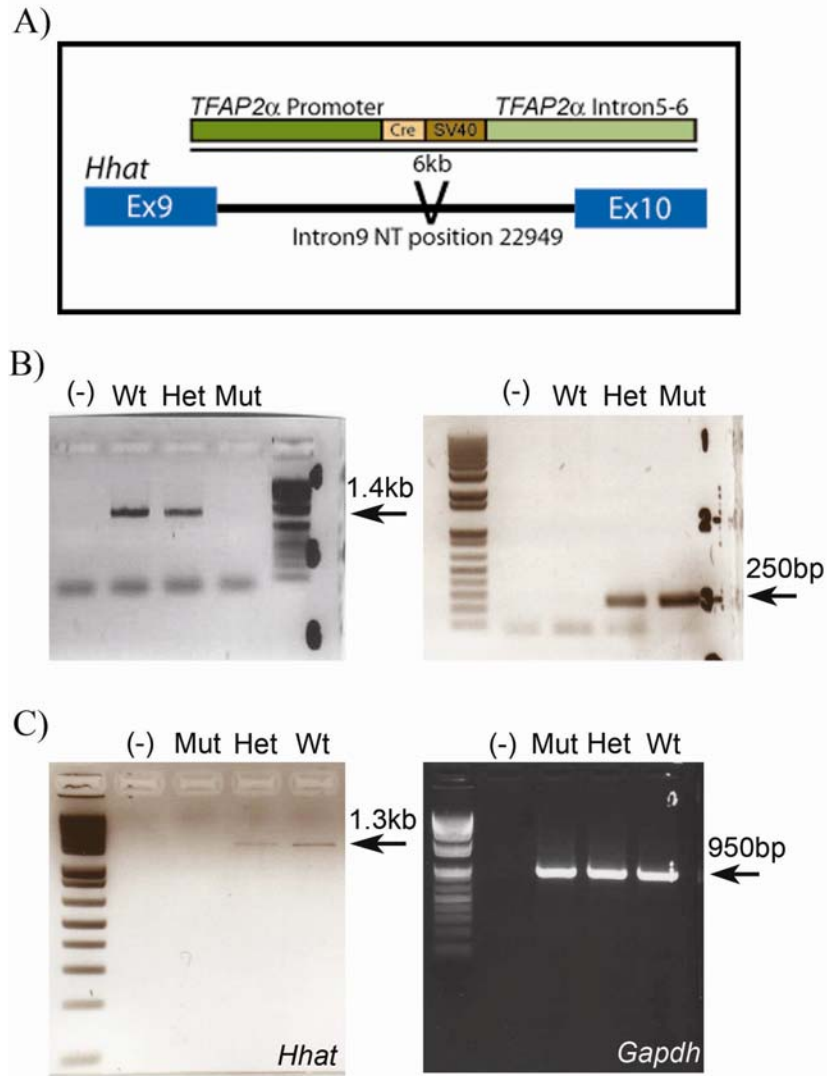 A)
TFAP2α Promoter
TFAP2α Intron5-6
Cre
SV40
6kb
Hhat
Ex9
Ex10
Intron9 NT position 22949
B)
(-) Wt Het Mut
1.4kb
(-) Wt Het Mut
250bp
C)
(-) Mut Het Wt
1.3kb
Hhat
(-) Mut Het Wt
950bp
Gapdh